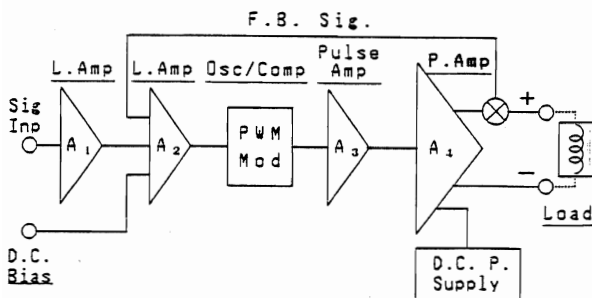 F.B. Sig.
L.Amp
L.Amp
Osc/Comp
Pulse
Amp
P.Amp
Sig
Inp
A1
A2
PWM
Mod
A3
A4
+
−
Load
D.C.
Bias
D.C. P.
Supply